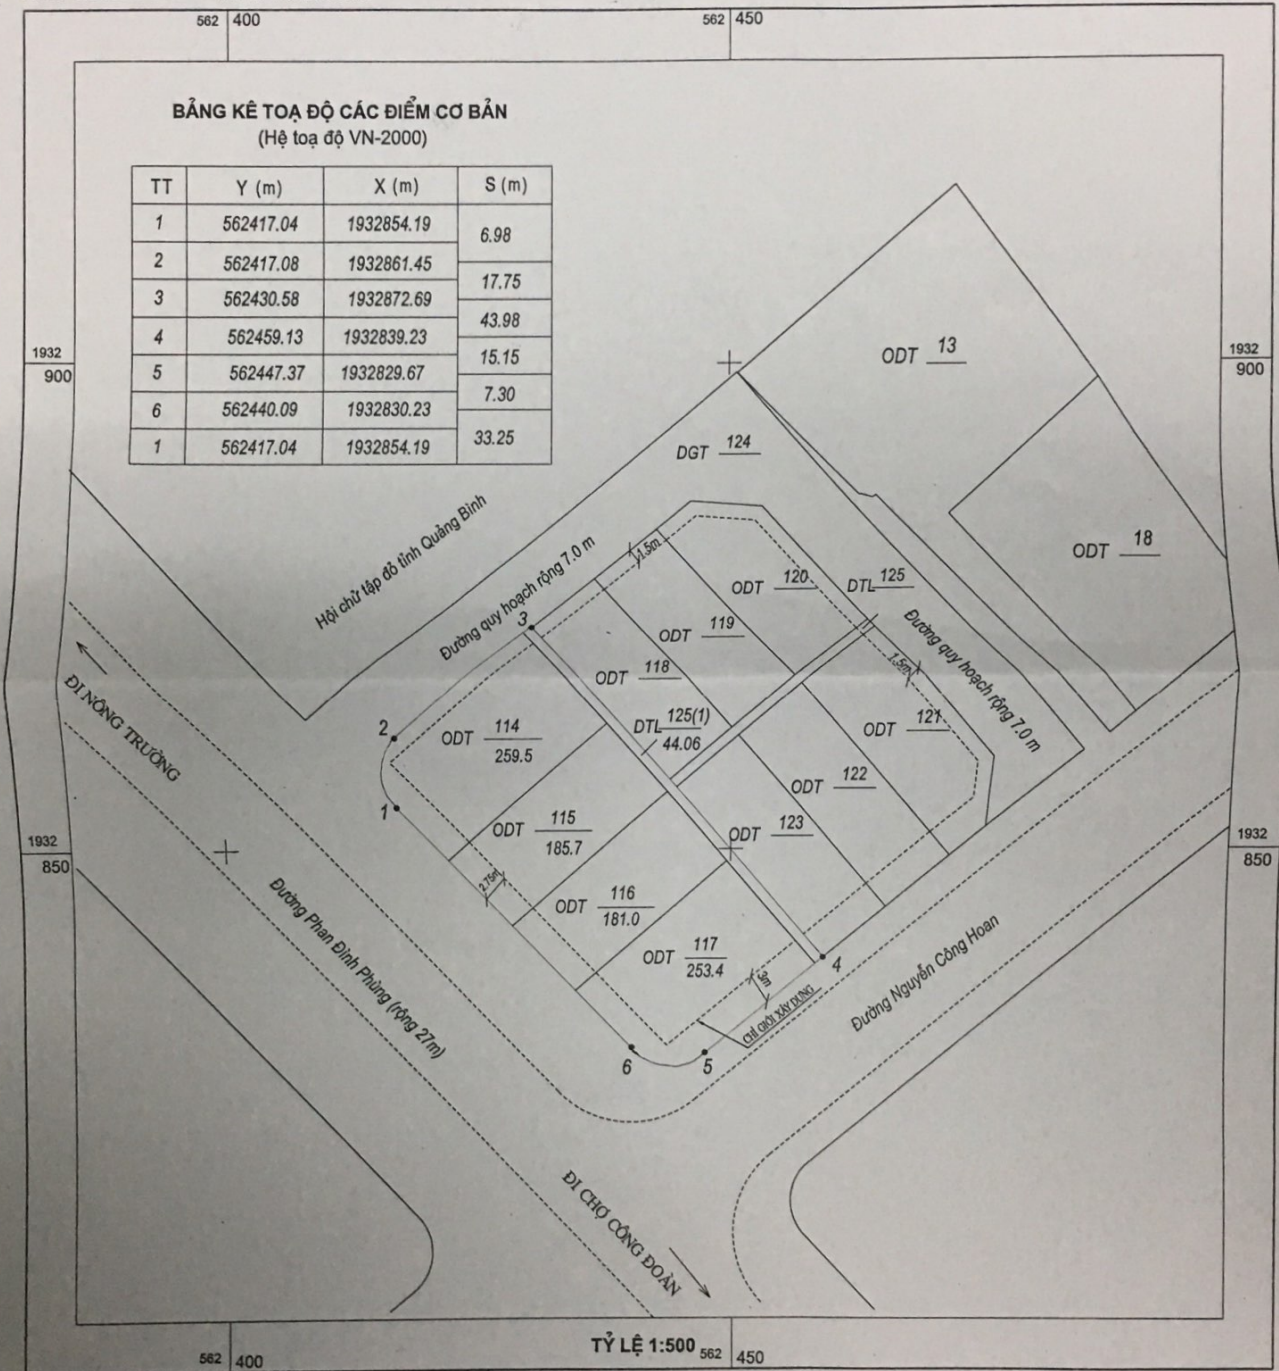 562 400
562 450
BẢNG KÊ TOẠ ĐỘ CÁC ĐIỂM CƠ BẢN
(Hệ toạ độ VN-2000)
TT Y (m) X (m) S (m)
1 562417.04 1932854.19
6.98
2 562417.08 1932861.45
17.75
3 562430.58 1932872.69
43.98
4 562459.13 1932839.23
15.15
5 562447.37 1932829.67
7.30
6 562440.09 1932830.23
33.25
1 562417.04 1932854.19
1932
900
1932
900
ODT 13
DGT 124
ODT 18
Hội chữ tập đỏ tỉnh Quảng Bình
Đường quy hoạch rộng 7.0 m
1.5m
ODT 120
DTL 125
ODT 119
ODT 118
Đường quy hoạch rộng 7.0 m
1.5m
3
ĐI NÔNG TRƯỜNG
2
ODT 114
259.5
DTL 125(1)
44.06
ODT 121
ODT 122
1
ODT 115
185.7
ODT 123
1932
850
1932
850
2.75m
ODT 116
181.0
Đường Phan Đình Phùng (rộng 27m)
ODT 117
253.4
3m
4
CHỈ GIỚI XÂY DỰNG
Đường Nguyễn Công Hoan
6
5
ĐI CHỢ CÔNG ĐOÀN
TỶ LỆ 1:500
562 400
562 450